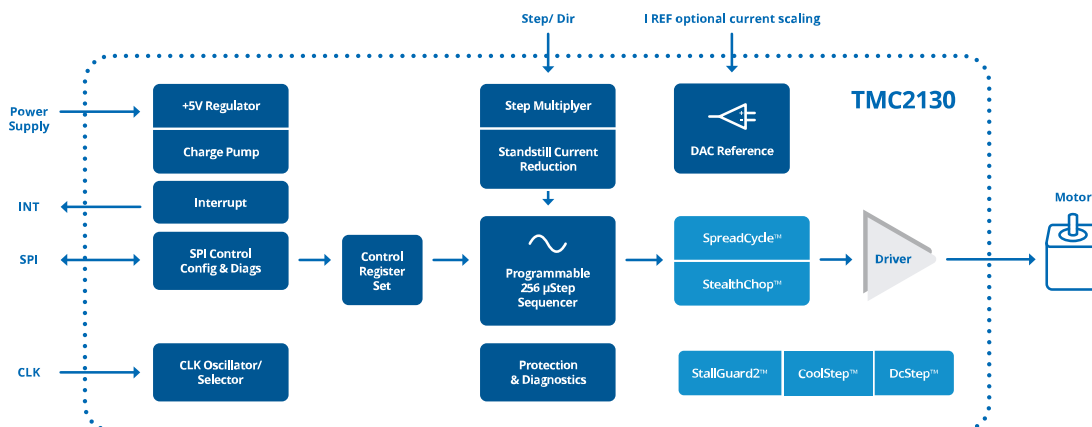 Step/ Dir
I REF optional current scaling
TMC2130
Power
Supply
+5V Regulator
Charge Pump
Step Multiplyer
Standstill Current
Reduction
DAC Reference
INT
Interrupt
SPI
SPI Control
Config & Diags
Control
Register
Set
Programmable
256 µStep
Sequencer
SpreadCycle™
StealthChop™
Driver
Motor
CLK
CLK Oscillator/
Selector
Protection
& Diagnostics
StallGuard2™
CoolStep™
DcStep™